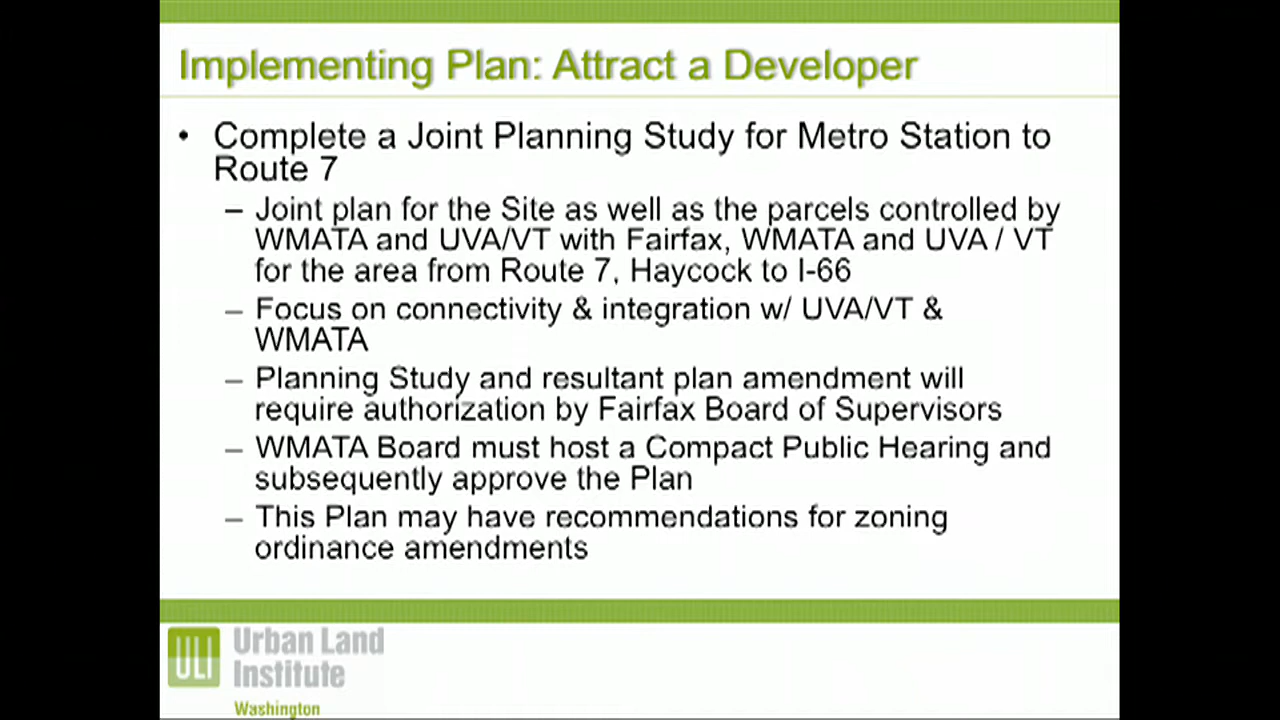 Implementing Plan: Attract a Developer
• Complete a Joint Planning Study for Metro Station to
Route 7
– Joint plan for the Site as well as the parcels controlled by
WMATA and UVA/VT with Fairfax, WMATA and UVA / VT
for the area from Route 7, Haycock to I-66
– Focus on connectivity & integration w/ UVA/VT &
WMATA
– Planning Study and resultant plan amendment will
require authorization by Fairfax Board of Supervisors
– WMATA Board must host a Compact Public Hearing and
subsequently approve the Plan
– This Plan may have recommendations for zoning
ordinance amendments
ULI
Urban Land
Institute
Washington